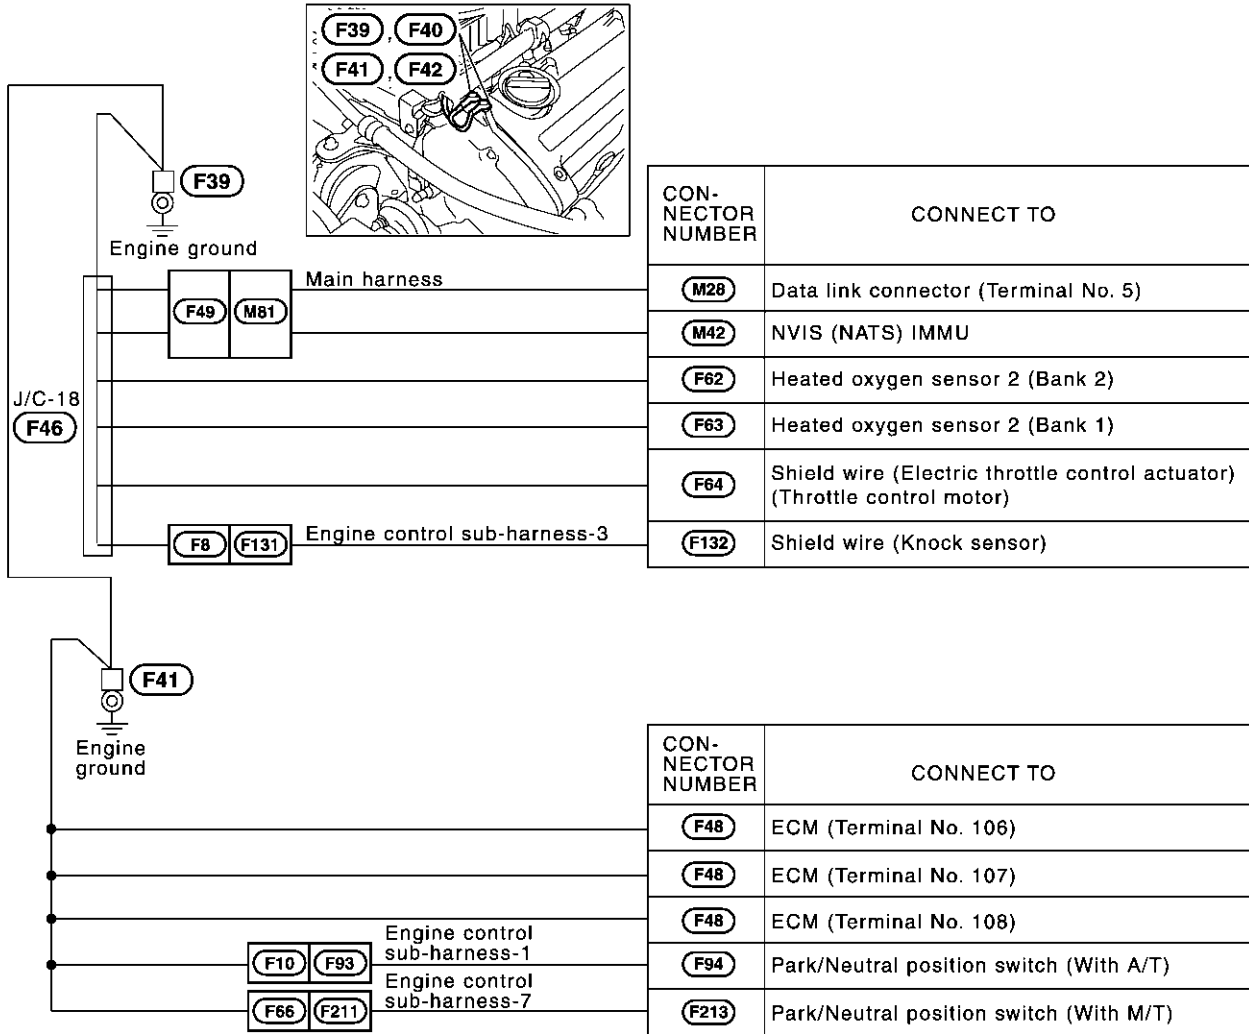 F39 , F40
F41 , F42
F39
Engine ground
CON-
NECTOR
NUMBER
CONNECT TO
Main harness
F49 M81
M28 Data link connector (Terminal No. 5)
M42 NVIS (NATS) IMMU
F62 Heated oxygen sensor 2 (Bank 2)
J/C-18
F46
F63 Heated oxygen sensor 2 (Bank 1)
F64 Shield wire (Electric throttle control actuator)
(Throttle control motor)
F8 F131 Engine control sub-harness-3
F132 Shield wire (Knock sensor)
F41
Engine
ground
CON-
NECTOR
NUMBER
CONNECT TO
F48 ECM (Terminal No. 106)
F48 ECM (Terminal No. 107)
F48 ECM (Terminal No. 108)
Engine control
sub-harness-1
F10 F93
F94 Park/Neutral position switch (With A/T)
Engine control
sub-harness-7
F66 F211
F213 Park/Neutral position switch (With M/T)